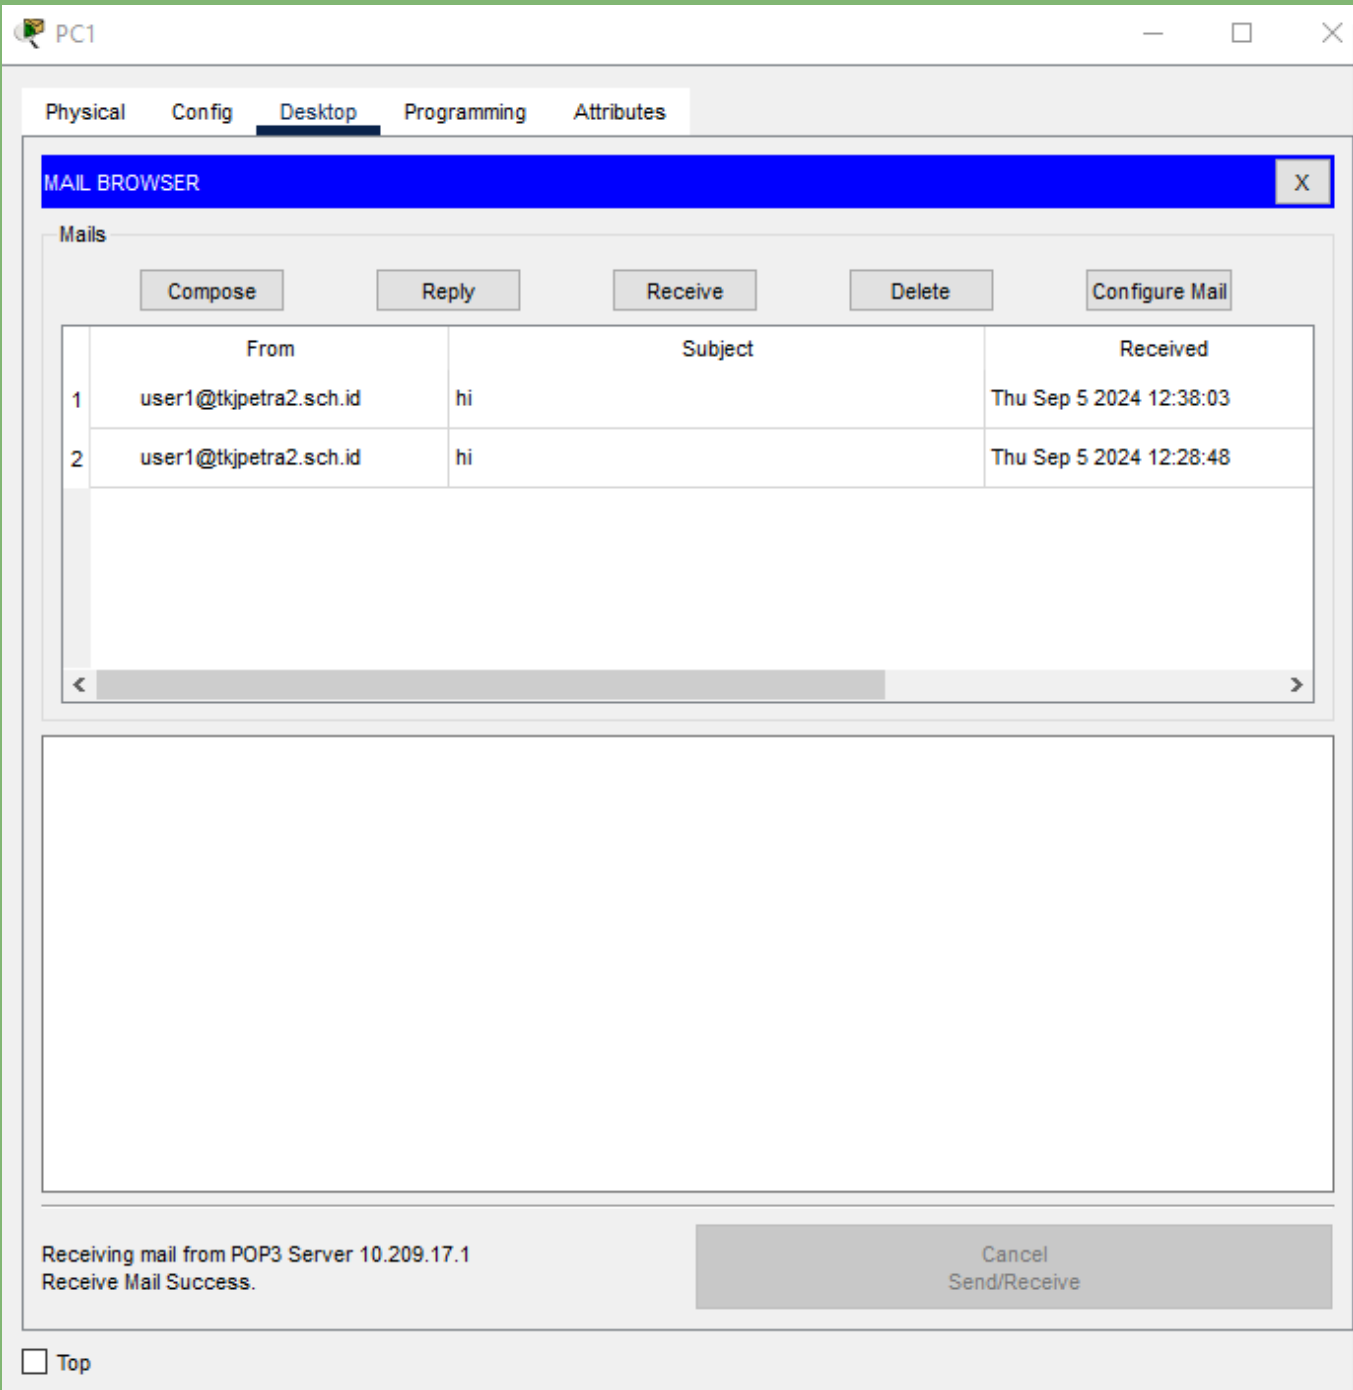 PC1
Physical Config Desktop Programming Attributes
MAIL BROWSER X
Mails
Compose Reply Receive Delete Configure Mail
From Subject Received
1 user1@tkjpetra2.sch.id hi Thu Sep 5 2024 12:38:03
2 user1@tkjpetra2.sch.id hi Thu Sep 5 2024 12:28:48
Receiving mail from POP3 Server 10.209.17.1
Receive Mail Success.
Cancel
Send/Receive
Top